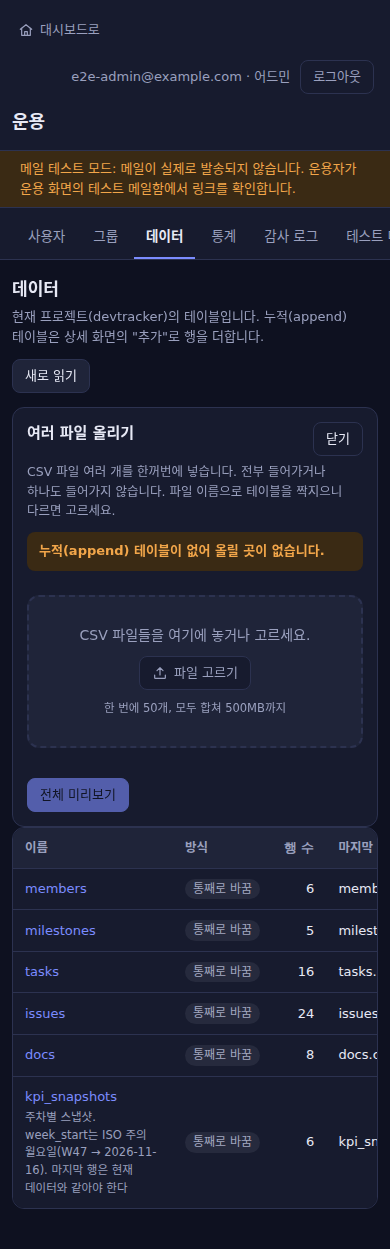 대시보드로
e2e-admin@example.com · 어드민
로그아웃
운용
메일 테스트 모드: 메일이 실제로 발송되지 않습니다. 운용자가
운용 화면의 테스트 메일함에서 링크를 확인합니다.
사용자
그룹
데이터
통계
감사 로그
테스트
데이터
현재 프로젝트(devtracker)의 테이블입니다. 누적(append)
테이블은 상세 화면의 "추가"로 행을 더합니다.
새로 읽기
여러 파일 올리기
닫기
CSV 파일 여러 개를 한꺼번에 넣습니다. 전부 들어가거나
하나도 들어가지 않습니다. 파일 이름으로 테이블을 짝지으니
다르면 고르세요.
누적(append) 테이블이 없어 올릴 곳이 없습니다.
CSV 파일들을 여기에 놓거나 고르세요.
파일 고르기
한 번에 50개, 모두 합쳐 500MB까지
전체 미리보기
이름 방식 행 수 마지막
members 통째로 바꿈 6 memb
milestones 통째로 바꿈 5 milest
tasks 통째로 바꿈 16 tasks.
issues 통째로 바꿈 24 issues
docs 통째로 바꿈 8 docs.c
kpi_snapshots
주차별 스냅샷.
week_start는 ISO 주의
월요일(W47 → 2026-11-
16). 마지막 행은 현재
데이터와 같아야 한다
통째로 바꿈 6 kpi_sn